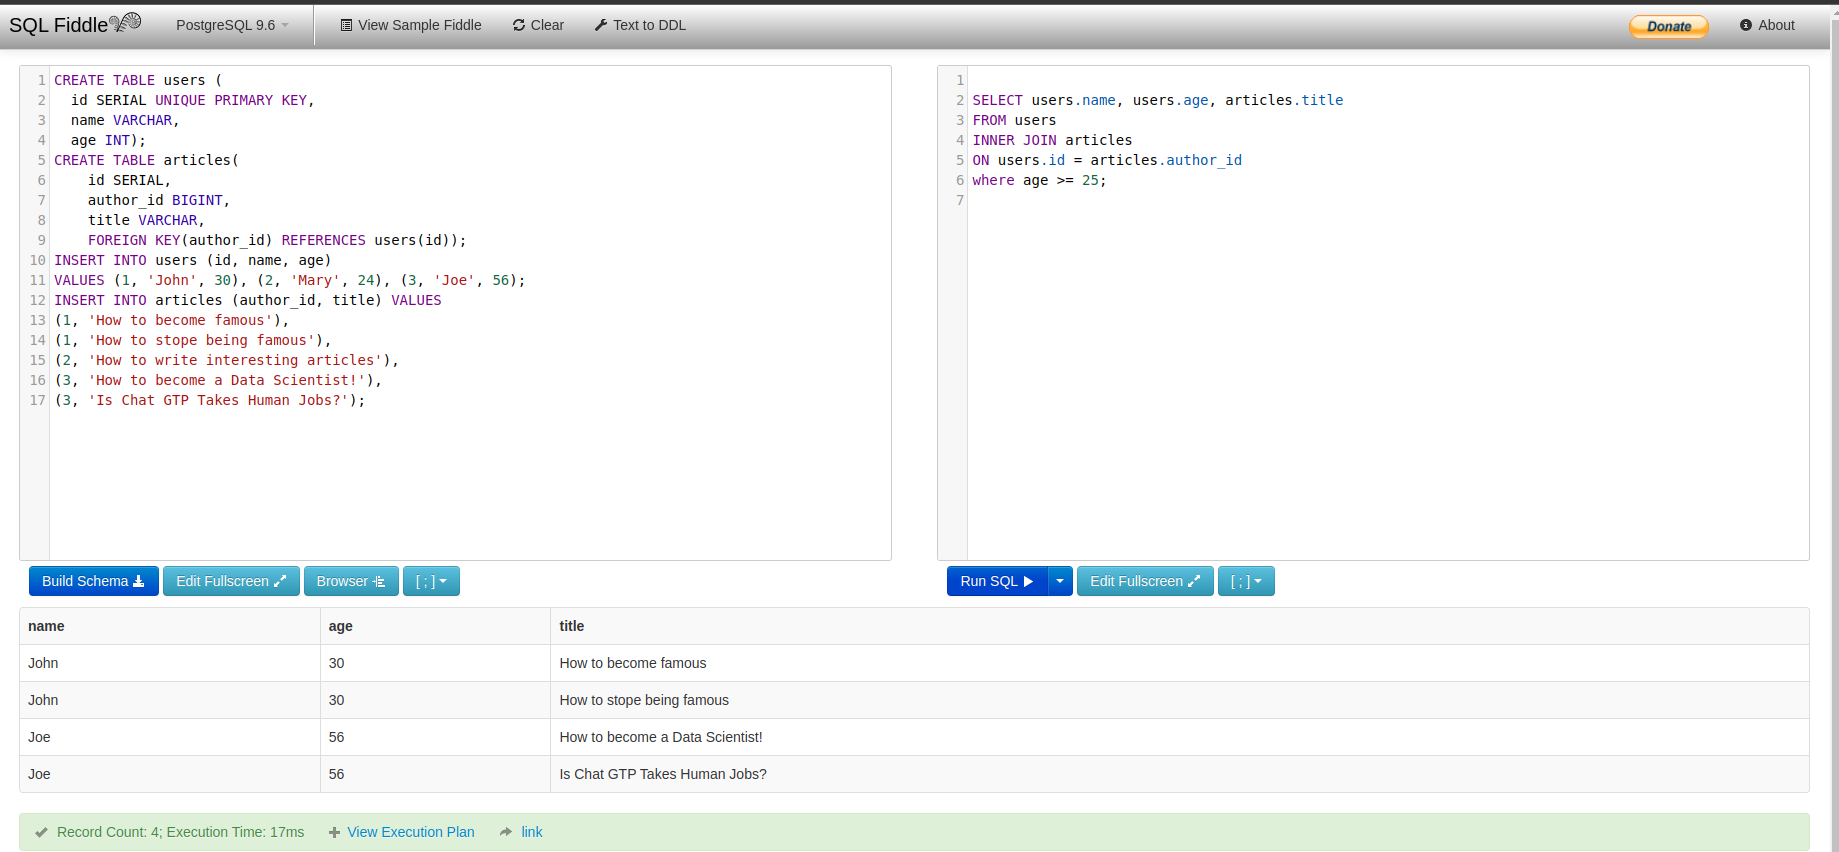 SQL Fiddle PostgreSQL 9.6 View Sample Fiddle Clear Text to DDL Donate About
1 CREATE TABLE users (
2 id SERIAL UNIQUE PRIMARY KEY,
3 name VARCHAR,
4 age INT);
5 CREATE TABLE articles(
6 id SERIAL,
7 author_id BIGINT,
8 title VARCHAR,
9 FOREIGN KEY(author_id) REFERENCES users(id));
10 INSERT INTO users (id, name, age)
11 VALUES (1, 'John', 30), (2, 'Mary', 24), (3, 'Joe', 56);
12 INSERT INTO articles (author_id, title) VALUES
13 (1, 'How to become famous'),
14 (1, 'How to stope being famous'),
15 (2, 'How to write interesting articles'),
16 (3, 'How to become a Data Scientist!'),
17 (3, 'Is Chat GTP Takes Human Jobs?');
1
2 SELECT users.name, users.age, articles.title
3 FROM users
4 INNER JOIN articles
5 ON users.id = articles.author_id
6 where age >= 25;
7
Build Schema Edit Fullscreen Browser [ ; ] Run SQL Edit Fullscreen [ ; ]
name age title
John 30 How to become famous
John 30 How to stope being famous
Joe 56 How to become a Data Scientist!
Joe 56 Is Chat GTP Takes Human Jobs?
Record Count: 4; Execution Time: 17ms View Execution Plan link